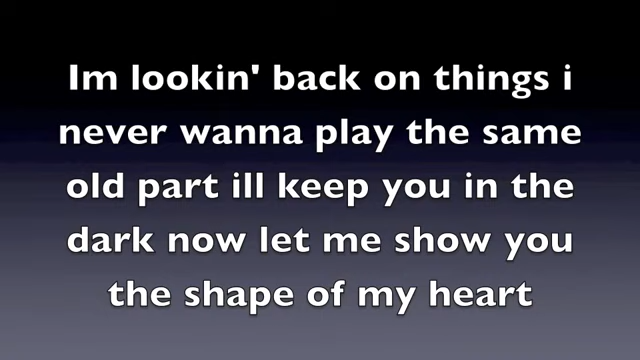 Im lookin' back on things i
never wanna play the same
old part ill keep you in the
dark now let me show you
the shape of my heart